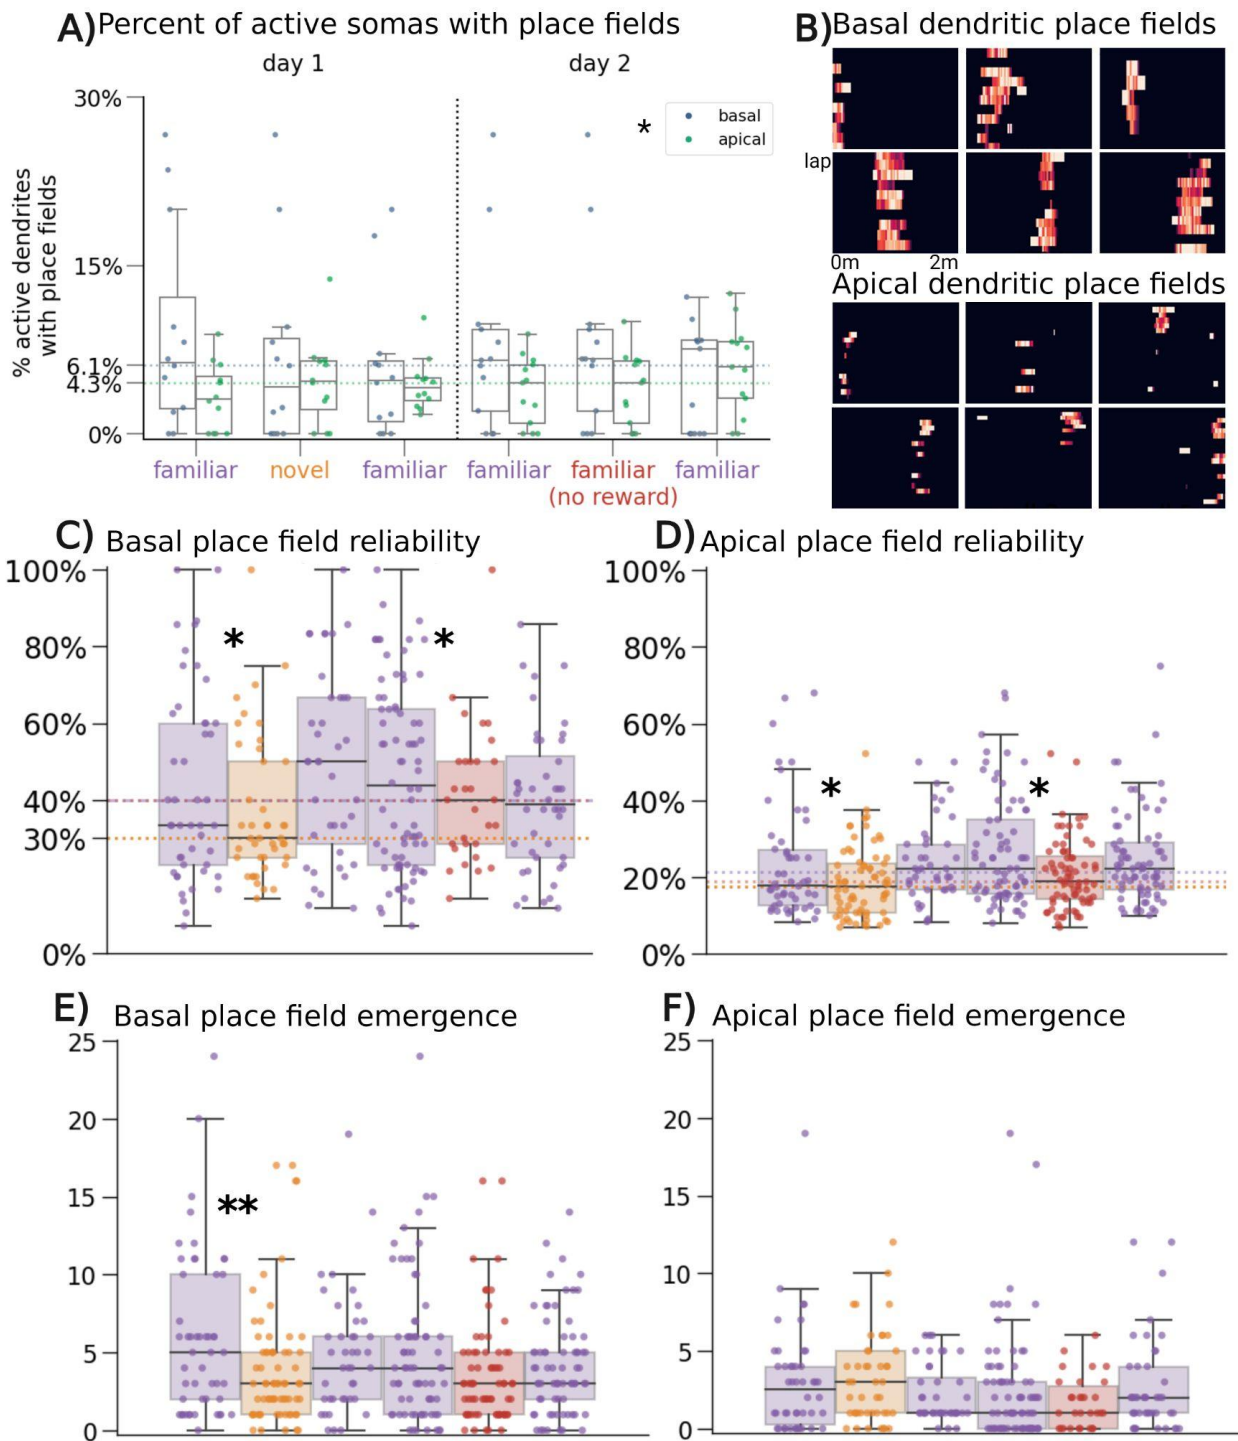 A) Percent of active somas with place fields
day 1
day 2
% active dendrites
with place fields
30%
15%
6.1%
4.3%
0%
*
basal
apical
familiar
novel
familiar
familiar
familiar
(no reward)
familiar
B) Basal dendritic place fields
lap
0m
2m
Apical dendritic place fields
C) Basal place field reliability
100%
80%
60%
40%
30%
0%
*
*
D) Apical place field reliability
100%
80%
60%
40%
20%
0%
*
*
E) Basal place field emergence
25
20
15
10
5
0
**
F) Apical place field emergence
25
20
15
10
5
0